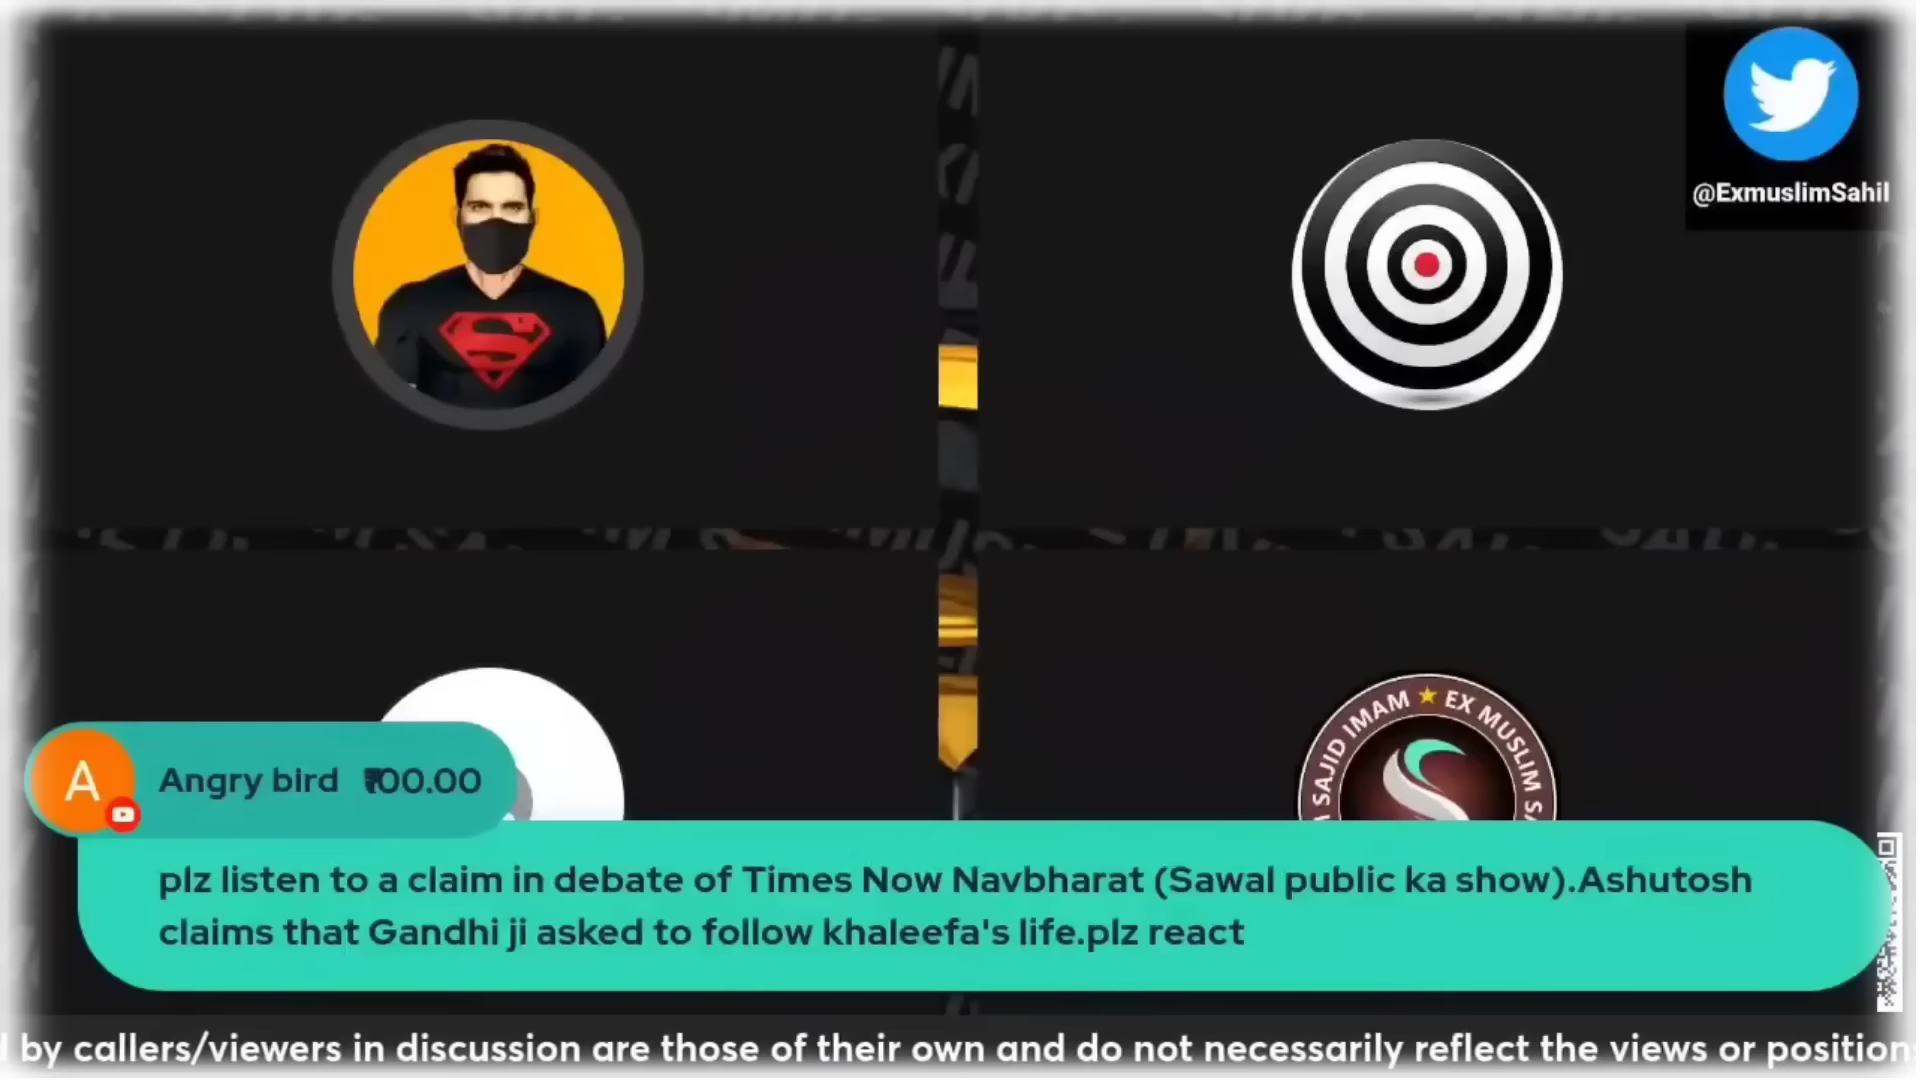 @ExmuslimSahil
SAJID IMAM ★ EX MUSLIM
A
Angry bird
plz listen to a claim in debate of Times Now Navbharat (Sawal public ka show).Ashutosh
claims that Gandhi ji asked to follow khaleefa's life.plz react
by callers/viewers in discussion are those of their own and do not necessarily reflect the views or position